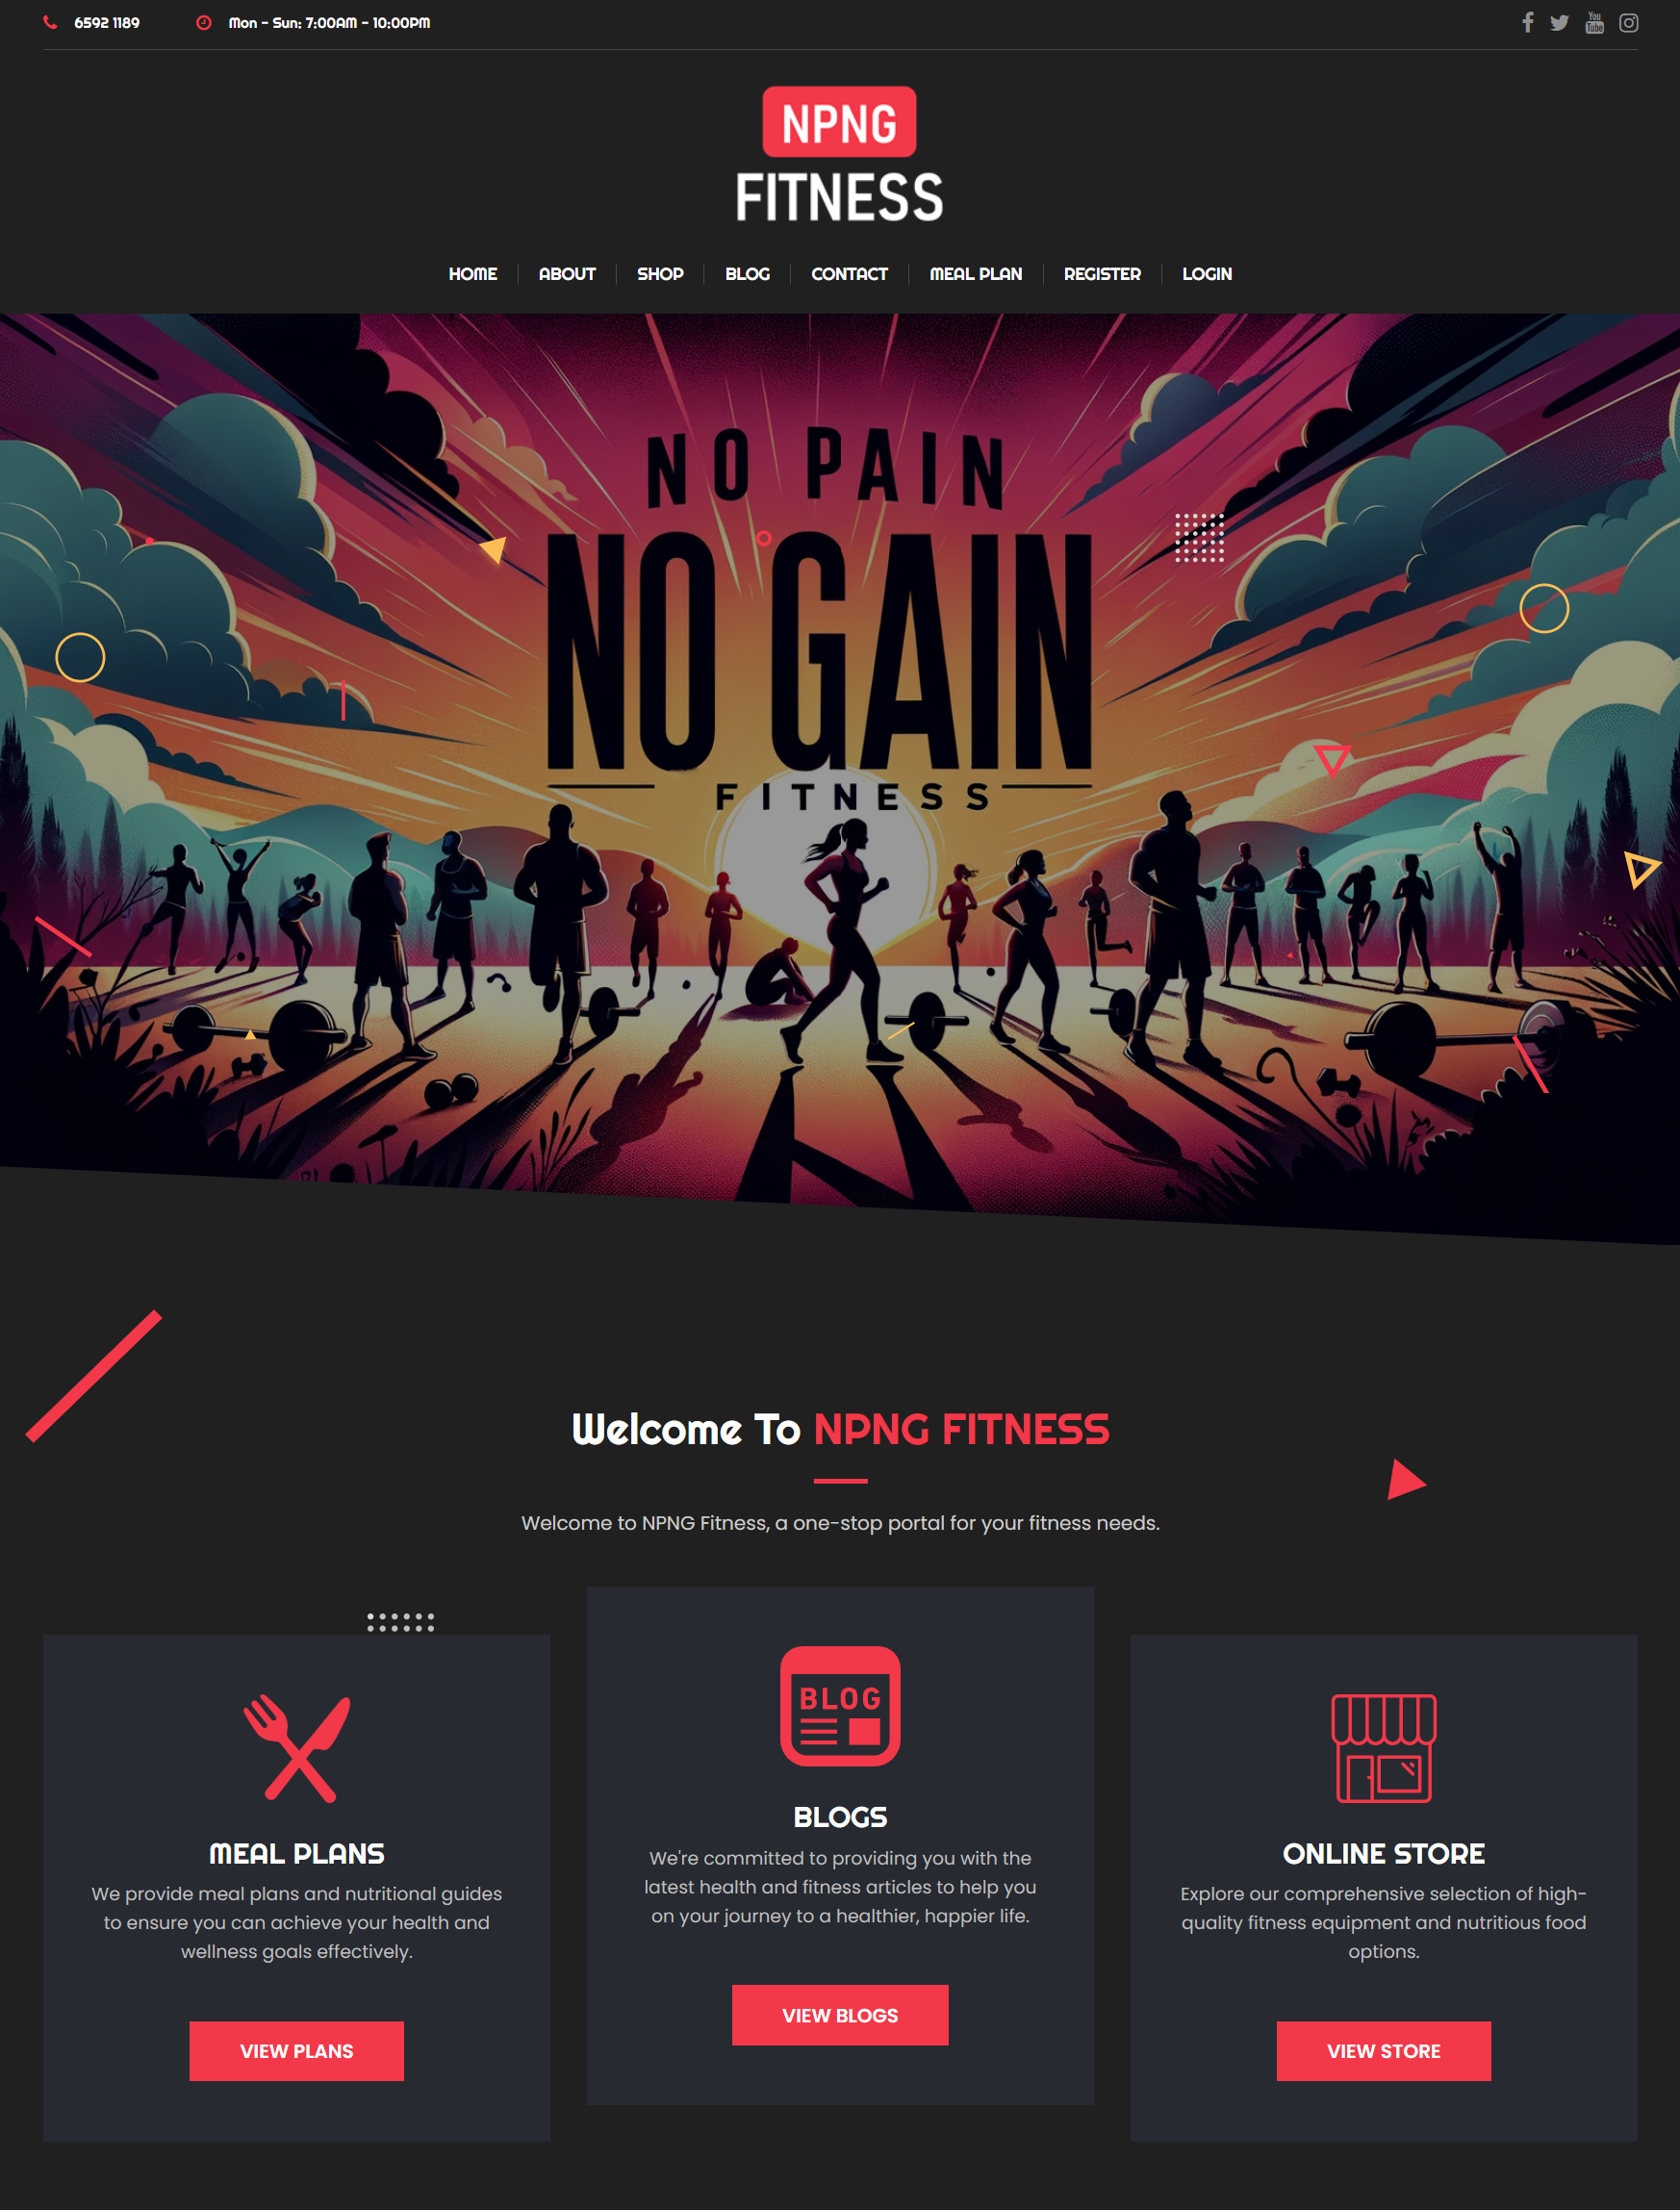 6592 1189
Mon - Sun: 7:00AM - 10:00PM
You
Tube
NPNG
FITNESS
HOME
ABOUT
SHOP
BLOG
CONTACT
MEAL PLAN
REGISTER
LOGIN
NO PAIN
NO GAIN
FITNESS
Welcome To NPNG FITNESS
Welcome to NPNG Fitness, a one-stop portal for your fitness needs.
MEAL PLANS
We provide meal plans and nutritional guides
to ensure you can achieve your health and
wellness goals effectively.
VIEW PLANS
BLOG
BLOGS
We're committed to providing you with the
latest health and fitness articles to help you
on your journey to a healthier, happier life.
VIEW BLOGS
ONLINE STORE
Explore our comprehensive selection of high-
quality fitness equipment and nutritious food
options.
VIEW STORE